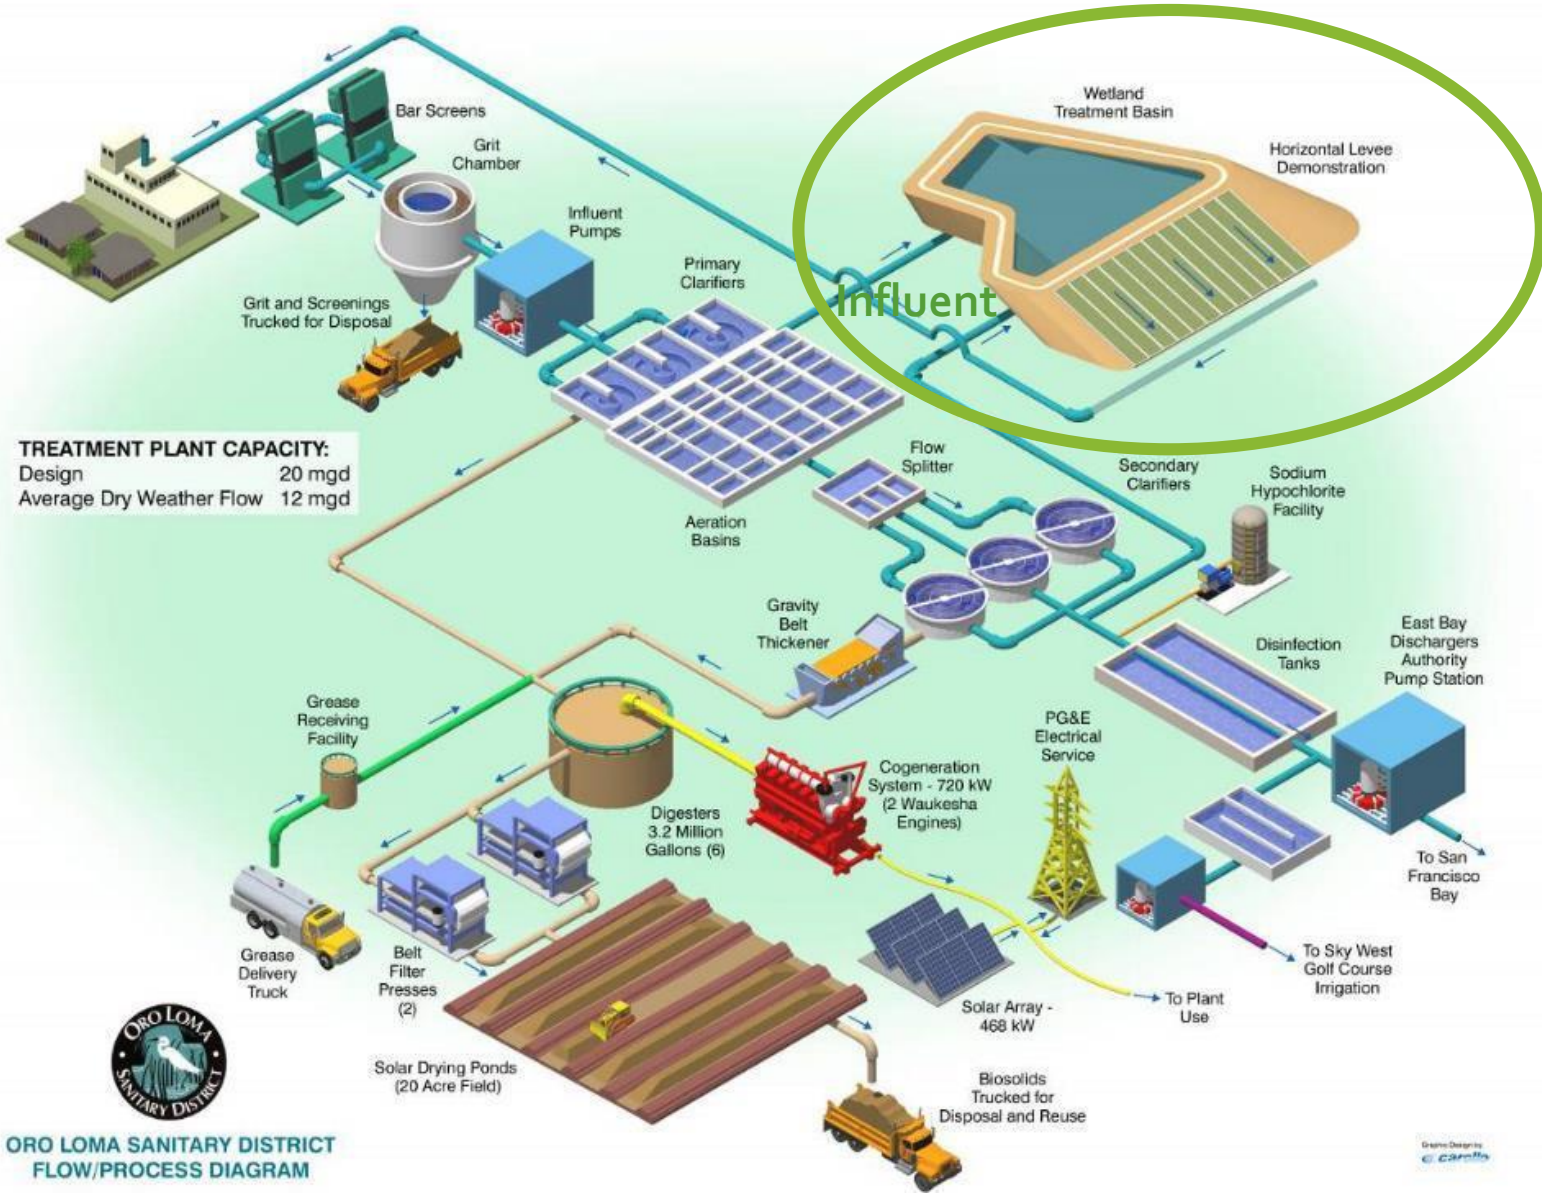 Wetland
Treatment Basin
Horizontal Levee
Demonstration
Bar Screens
Grit
Chamber
Influent
Pumps
Primary
Clarifiers
Influent
Grit and Screenings
Trucked for Disposal
TREATMENT PLANT CAPACITY:
Design 20 mgd
Average Dry Weather Flow 12 mgd
Flow
Splitter
Secondary
Clarifiers
Sodium
Hypochlorite
Facility
Aeration
Basins
Gravity
Belt
Thickener
Disinfection
Tanks
East Bay
Dischargers
Authority
Pump Station
Grease
Receiving
Facility
PG&E
Electrical
Service
Cogeneration
System - 720 kW
(2 Waukesha
Engines)
Digesters
3.2 Million
Gallons (6)
To San
Francisco
Bay
Grease
Delivery
Truck
Belt
Filter
Presses
(2)
To Sky West
Golf Course
Irrigation
Solar Array -
468 kW
To Plant
Use
Solar Drying Ponds
(20 Acre Field)
Biosolids
Trucked for
Disposal and Reuse
ORO LOMA
SANITARY DISTRICT
ORO LOMA SANITARY DISTRICT
FLOW/PROCESS DIAGRAM
Graphic Design by
carollo